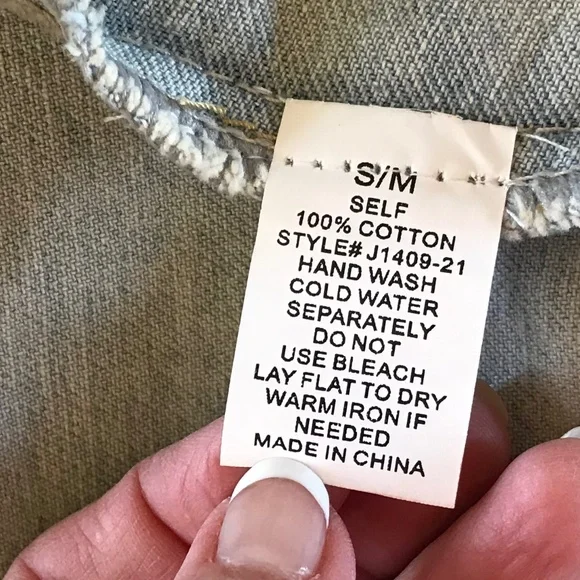 S/M
SELF
100% COTTON
STYLE# J1409-21
HAND WASH
COLD WATER
SEPARATELY
DO NOT
USE BLEACH
LAY FLAT TO DRY
WARM IRON IF
NEEDED
MADE IN CHINA